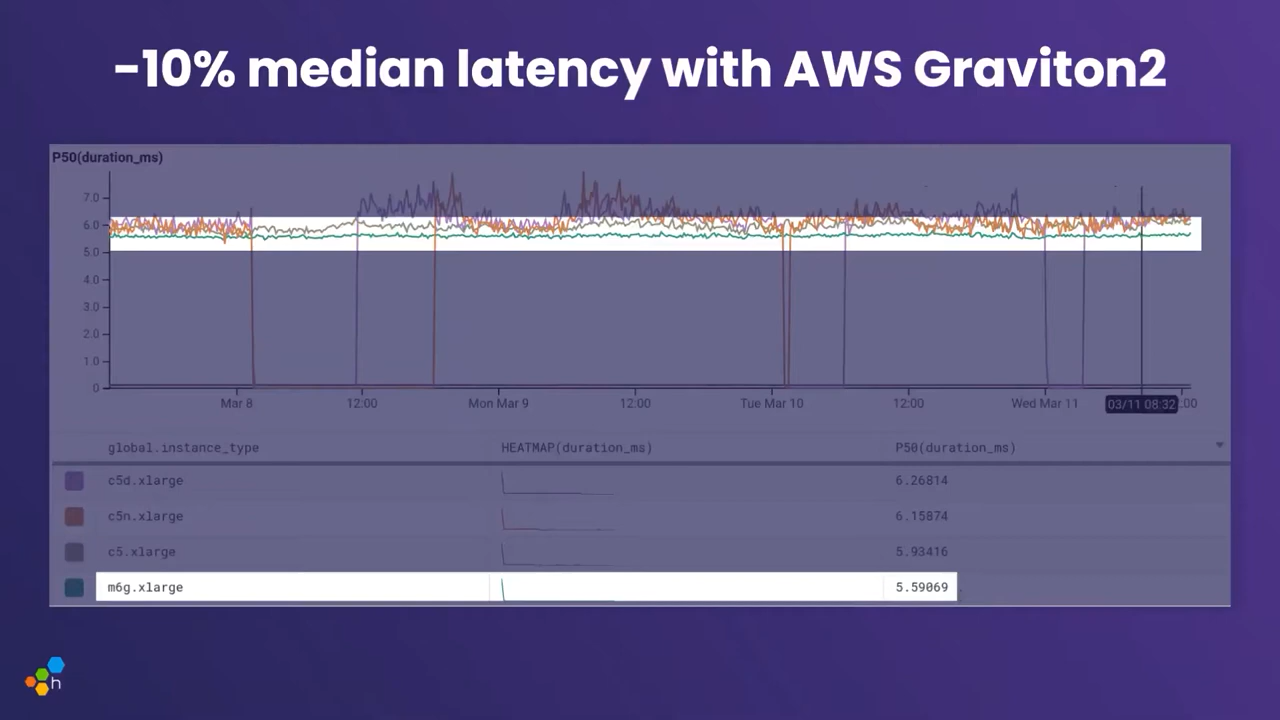 -10% median latency with AWS Graviton2
P50(duration_ms)
7.0
6.0
5.0
4.0
3.0
2.0
1.0
0
Mar 8 12:00 Mon Mar 9 12:00 Tue Mar 10 12:00 Wed Mar 11 03/11 08:32 :00
global.instance_type HEATMAP(duration_ms) P50(duration_ms)
c5d.xlarge 6.26814
c5n.xlarge 6.15874
c5.xlarge 5.93416
m6g.xlarge 5.59069
h